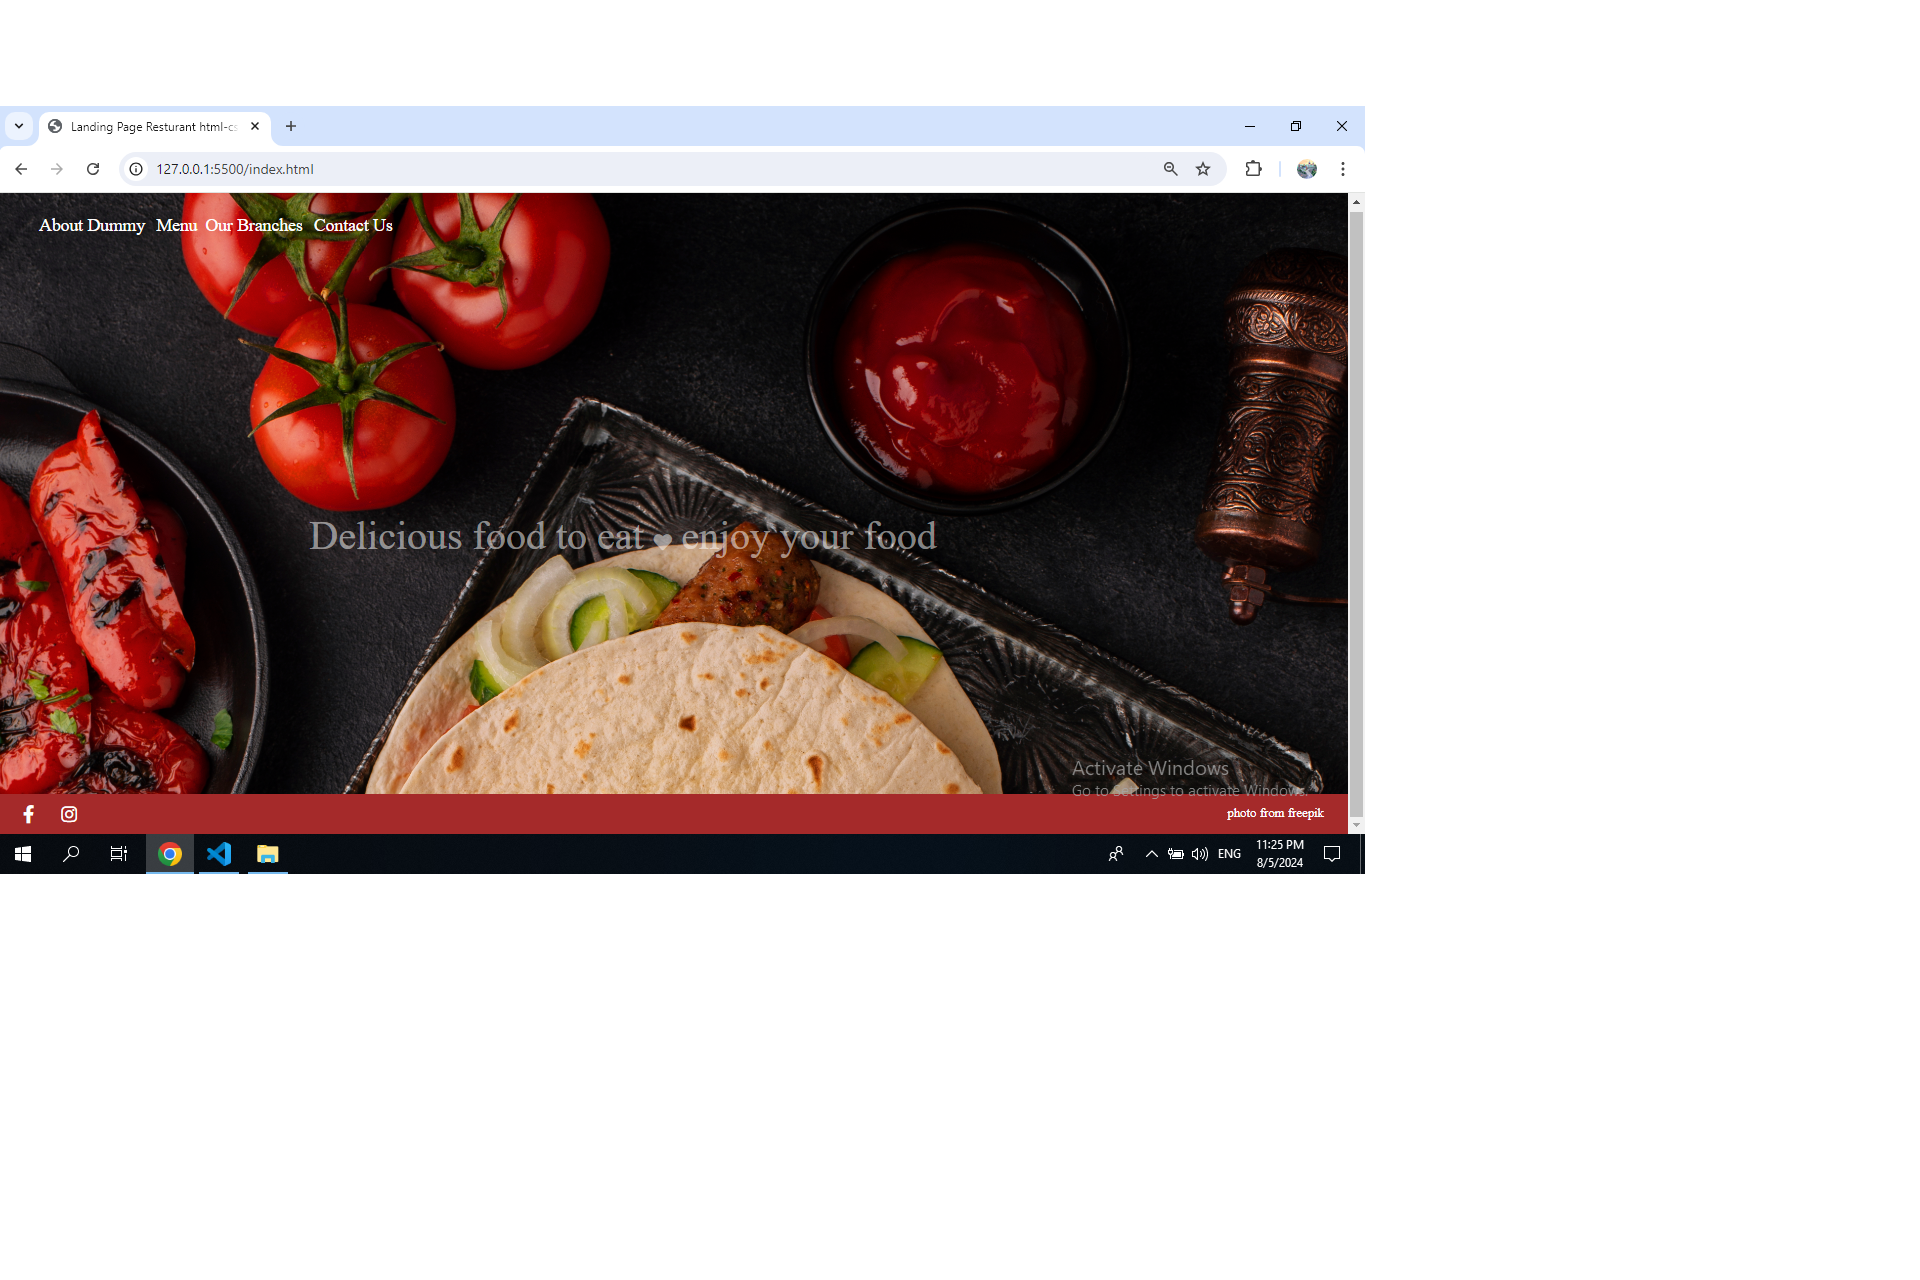 Landing Page Resturant html-cs
127.0.0.1:5500/index.html
About Dummy Menu Our Branches Contact Us
Delicious food to eat ❤ enjoy your food
Activate Windows
Go to Settings to activate Windows.
photo from freepik
ENG
11:25 PM
8/5/2024